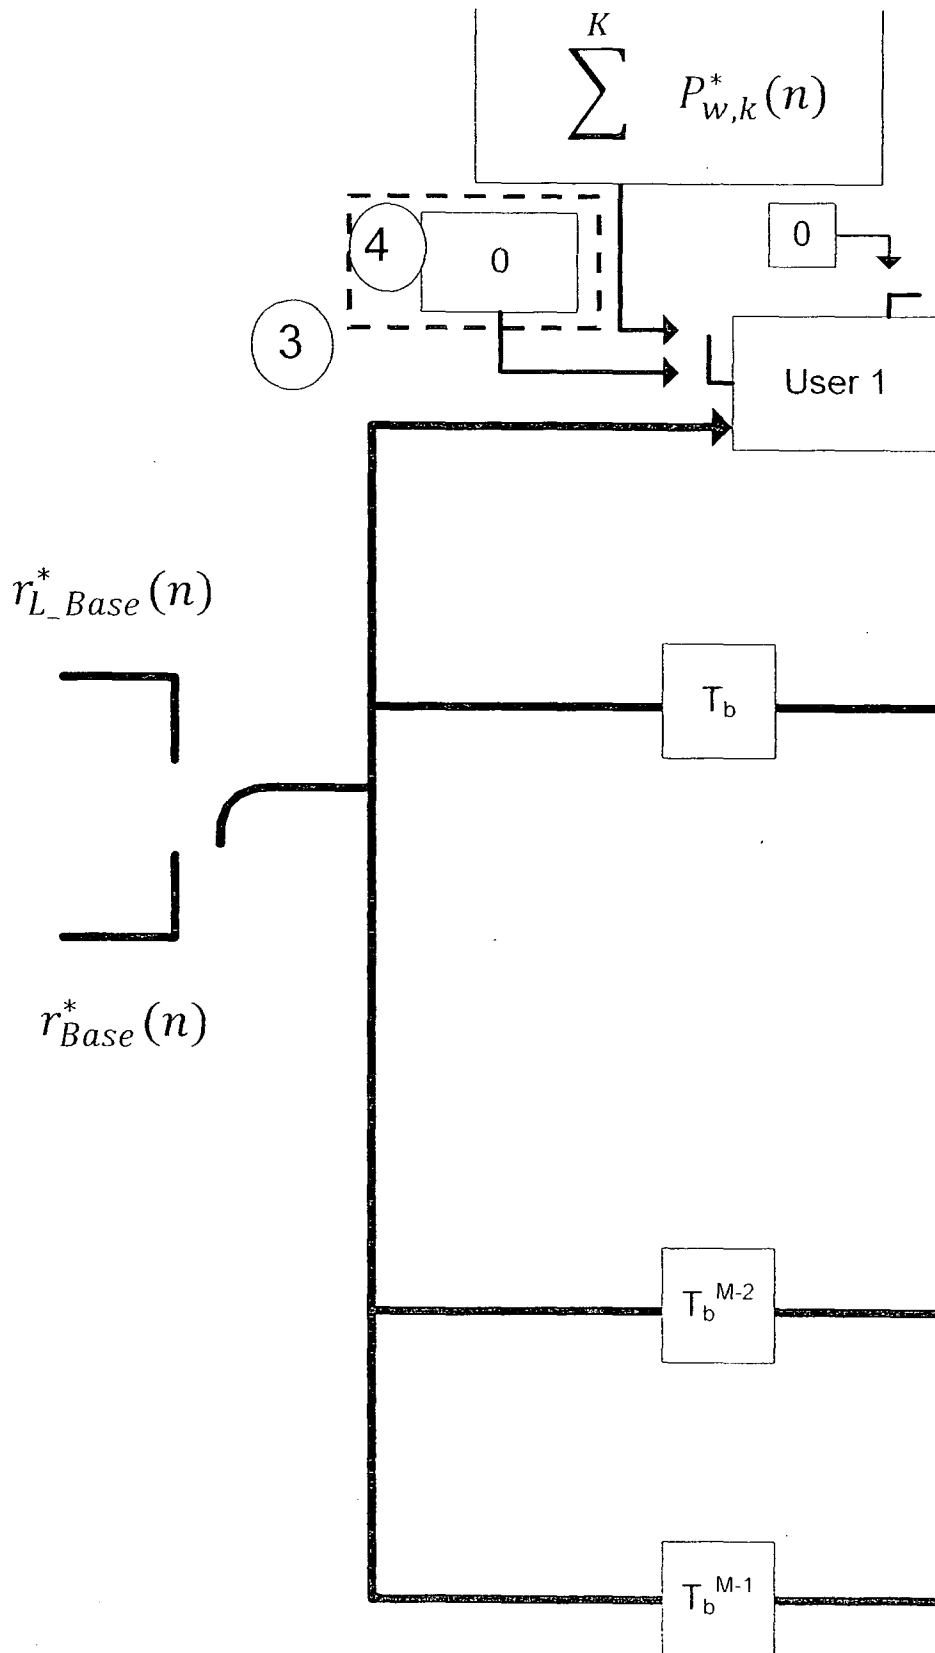 K
∑ P*w,k(n)
4
0
0
3
User 1
r*L_Base(n)
Tb
r*Base(n)
Tb^M-2
Tb^M-1